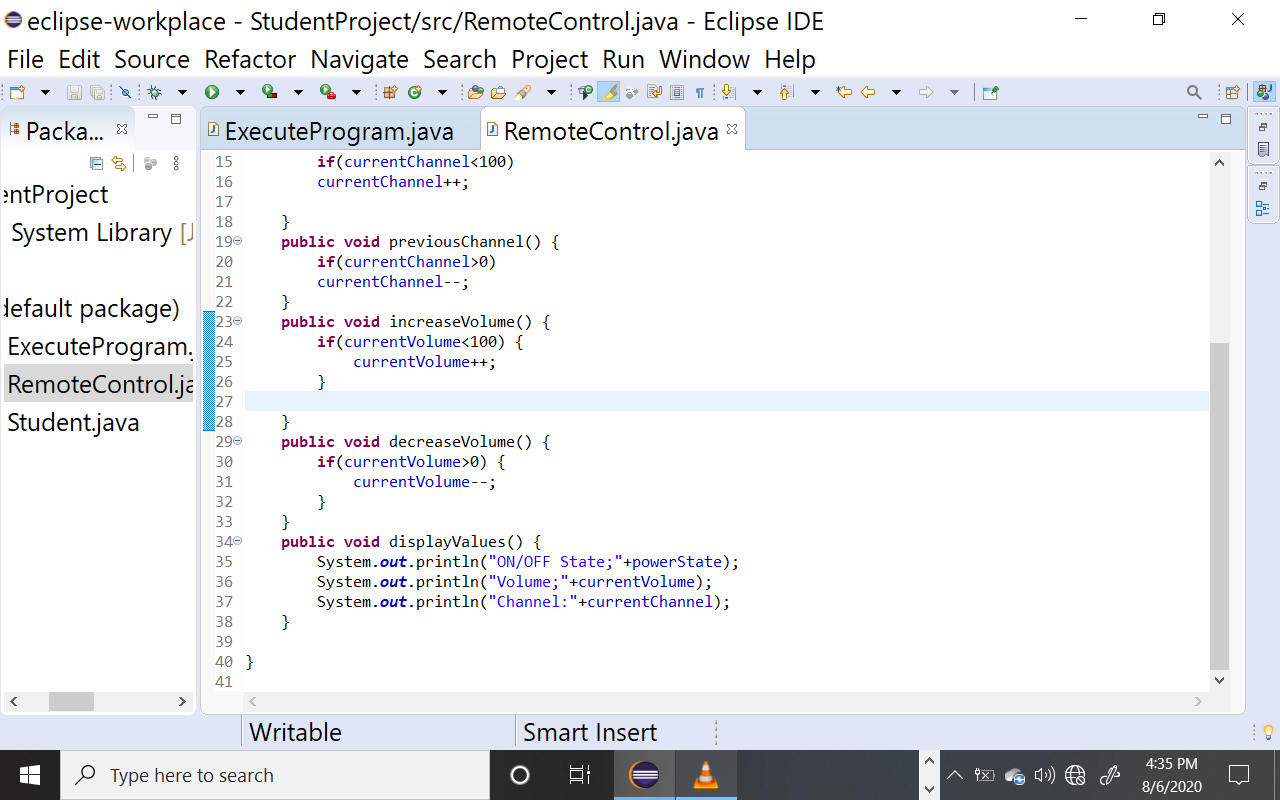 eclipse-workplace - StudentProject/src/RemoteControl.java - Eclipse IDE
File Edit Source Refactor Navigate Search Project Run Window Help
Packa...
ExecuteProgram.java
RemoteControl.java
entProject
System Library [J
default package)
ExecuteProgram.
RemoteControl.ja
Student.java
15 if(currentChannel<100)
16 currentChannel++;
17
18 }
19 public void previousChannel() {
20 if(currentChannel>0)
21 currentChannel--;
22 }
23 public void increaseVolume() {
24 if(currentVolume<100) {
25 currentVolume++;
26 }
27
28 }
29 public void decreaseVolume() {
30 if(currentVolume>0) {
31 currentVolume--;
32 }
33 }
34 public void displayValues() {
35 System.out.println("ON/OFF State;"+powerState);
36 System.out.println("Volume;"+currentVolume);
37 System.out.println("Channel:"+currentChannel);
38 }
39
40 }
41
Writable
Smart Insert
Type here to search
4:35 PM
8/6/2020